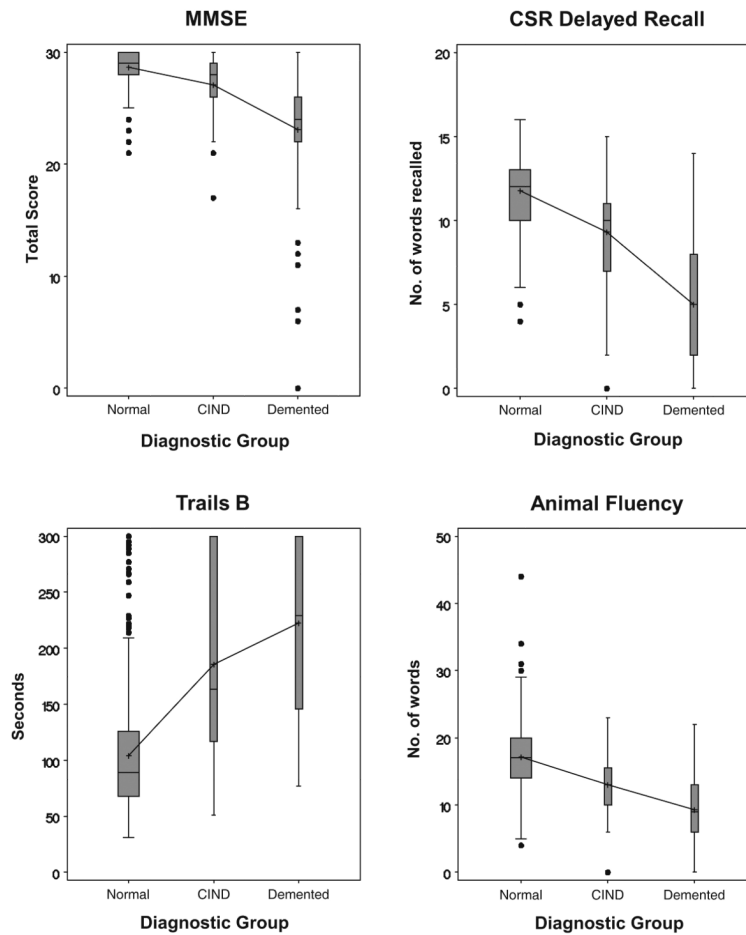 MMSE
30
20
10
0
Total Score
Normal CIND Demented
Diagnostic Group
CSR Delayed Recall
20
15
10
5
0
No. of words recalled
Normal CIND Demented
Diagnostic Group
Trails B
300
250
200
150
100
50
0
Seconds
Normal CIND Demented
Diagnostic Group
Animal Fluency
50
40
30
20
10
0
No. of words
Normal CIND Demented
Diagnostic Group